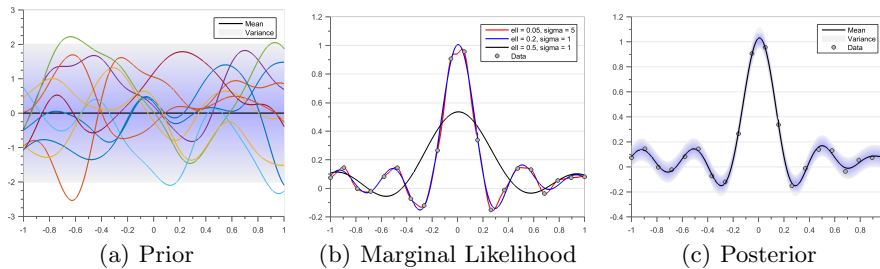 3
2
1
0
-1
-2
-3
Mean
Variance
-1 -0.8 -0.6 -0.4 -0.2 0 0.2 0.4 0.6 0.8 1
(a) Prior
1.2
1
0.8
0.6
0.4
0.2
0
-0.2
ell = 0.05, sigma = 5
ell = 0.2, sigma = 1
ell = 0.5, sigma = 1
Data
-1 -0.8 -0.6 -0.4 -0.2 0 0.2 0.4 0.6 0.8 1
(b) Marginal Likelihood
1.2
1
0.8
0.6
0.4
0.2
0
-0.2
-0.4
Mean
Variance
Data
-1 -0.8 -0.6 -0.4 -0.2 0 0.2 0.4 0.6 0.8
(c) Posterior